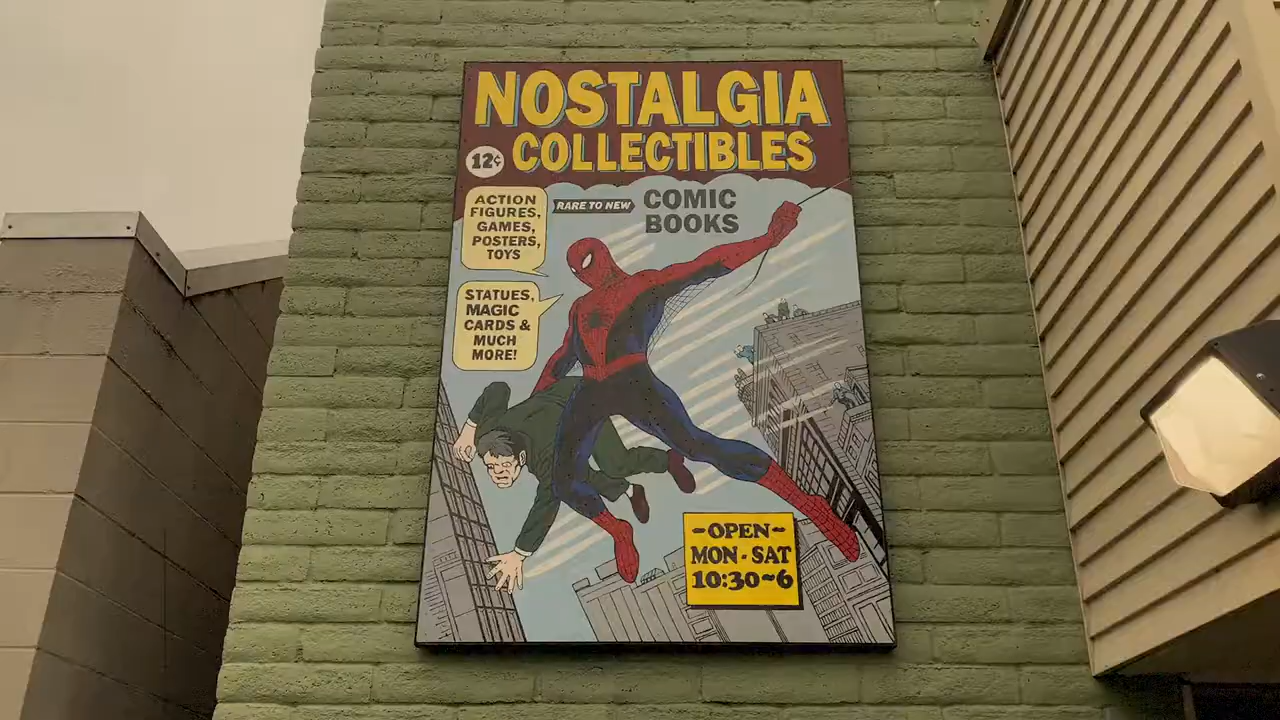 NOSTALGIA
COLLECTIBLES
12¢
ACTION
FIGURES,
GAMES,
POSTERS,
TOYS
RARE TO NEW
COMIC
BOOKS
STATUES,
MAGIC
CARDS &
MUCH
MORE!
-OPEN-
MON-SAT
10:30~6